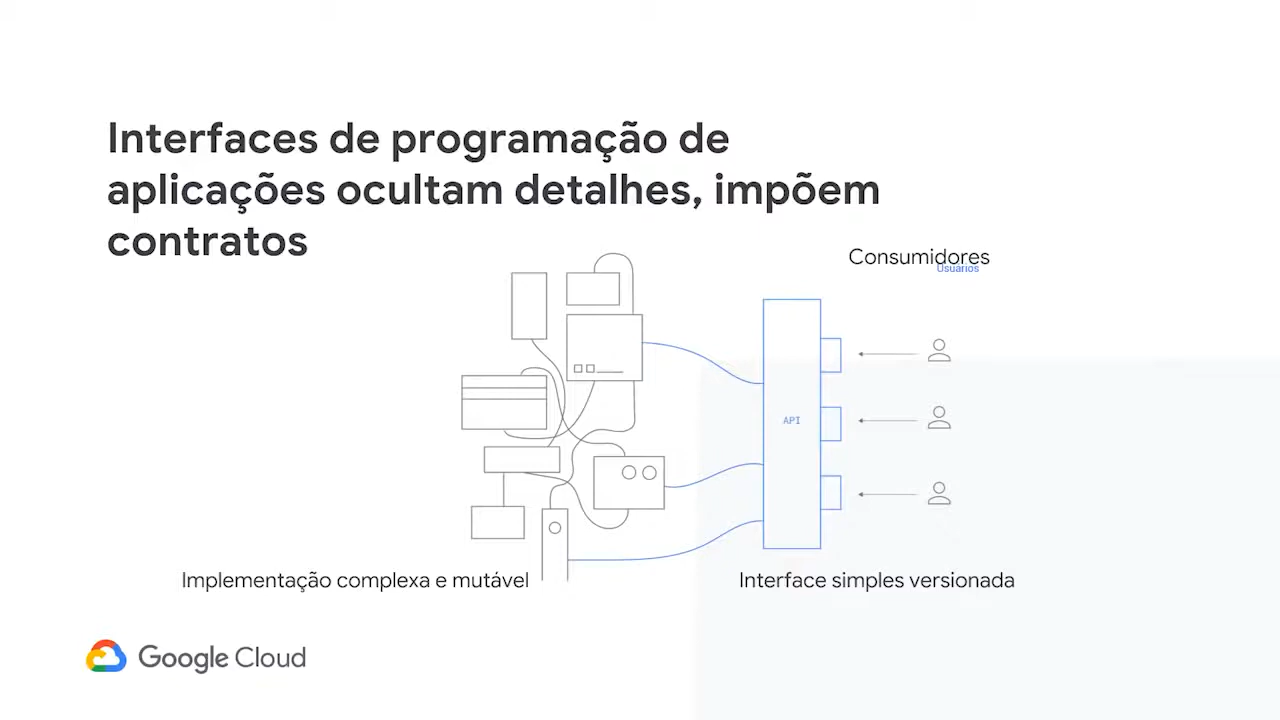 Interfaces de programação de
aplicações ocultam detalhes, impõem
contratos
Consumidores
Usuários
API
Implementação complexa e mutável
Interface simples versionada
Google Cloud